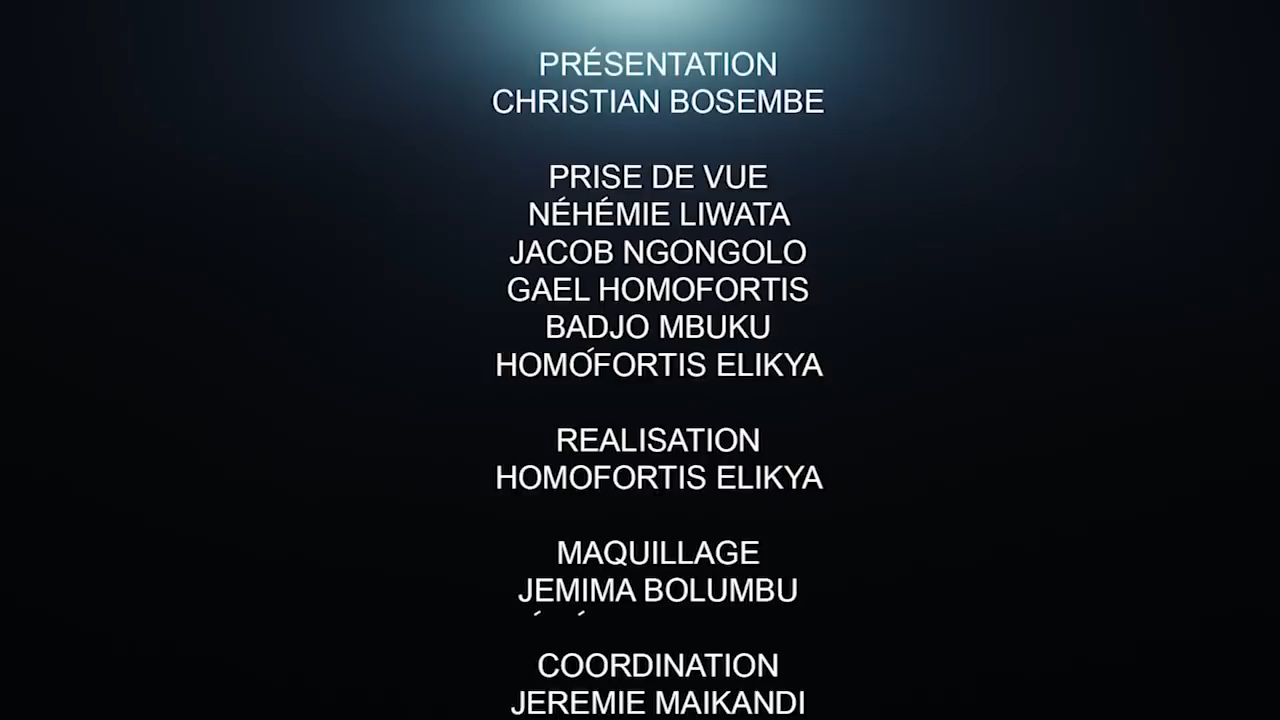 PRÉSENTATION
CHRISTIAN BOSEMBE
PRISE DE VUE
NÉHÉMIE LIWATA
JACOB NGONGOLO
GAEL HOMOFORTIS
BADJO MBUKU
HOMOFORTIS ELIKYA
REALISATION
HOMOFORTIS ELIKYA
MAQUILLAGE
JEMIMA BOLUMBU
COORDINATION
JEREMIE MAIKANDI